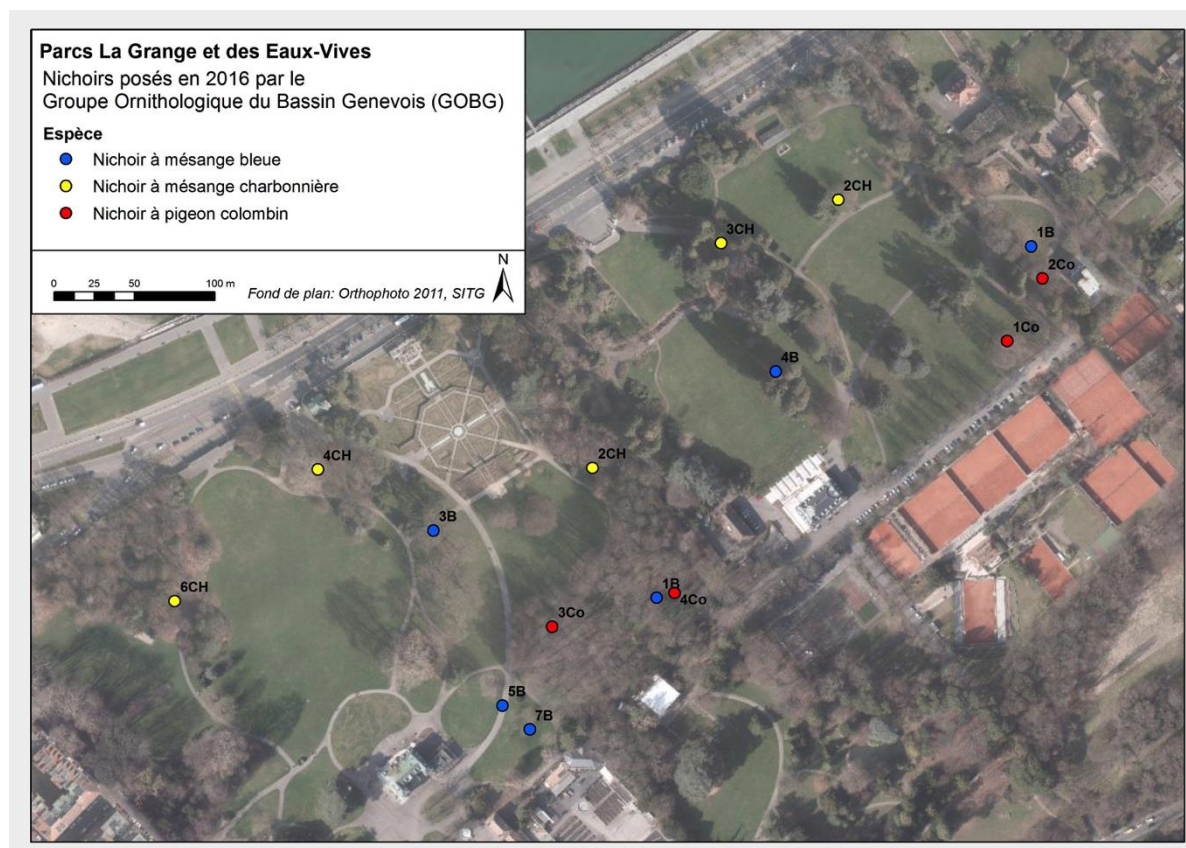 Parcs La Grange et des Eaux-Vives
Nichoirs posés en 2016 par le
Groupe Ornithologique du Bassin Genevois (GOBG)
Espèce
Nichoir à mésange bleue
Nichoir à mésange charbonnière
Nichoir à pigeon colombin
N
0 25 50 100 m
Fond de plan: Orthophoto 2011, SITG
2CH
3CH
1B
2Co
1Co
4B
4CH
2CH
3B
6CH
1B
4Co
3Co
5B
7B